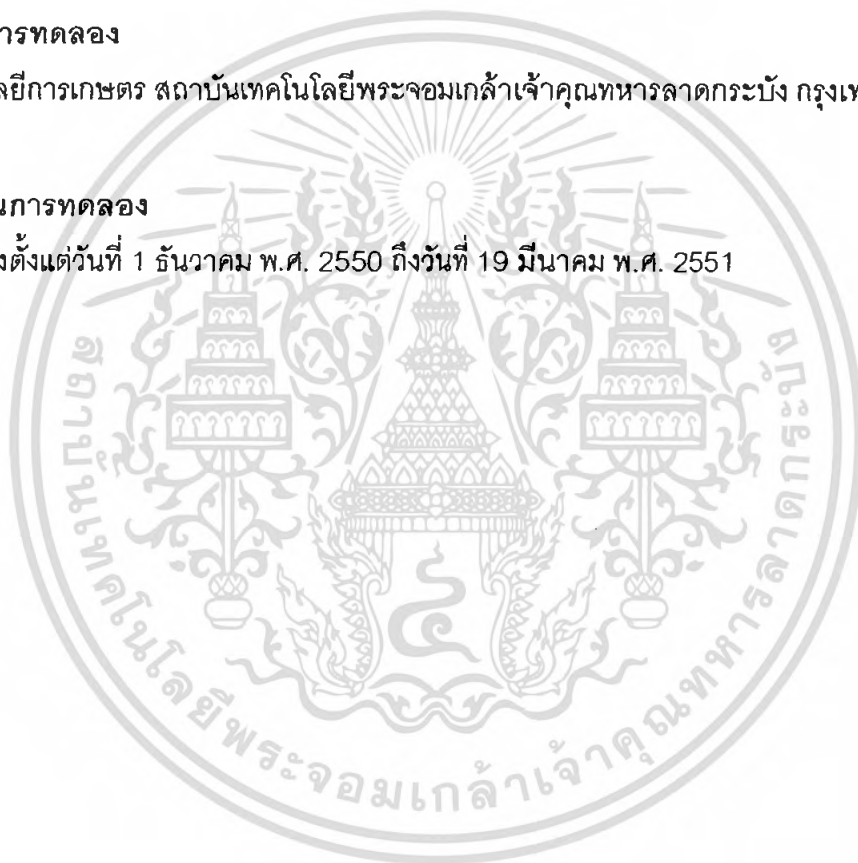 ารทดลอง
ลยีการเกษตร สถาบันเทคโนโลยีพระจอมเกล้าเจ้าคุณทหารลาดกระบัง กรุงเท
นการทดลอง
งตั้งแต่วันที่ 1 ธันวาคม พ.ศ. 2550 ถึงวันที่ 19 มีนาคม พ.ศ. 2551
สถาบันเทคโนโลยีพระจอมเกล้าเจ้าคุณทหารลาดกระบัง